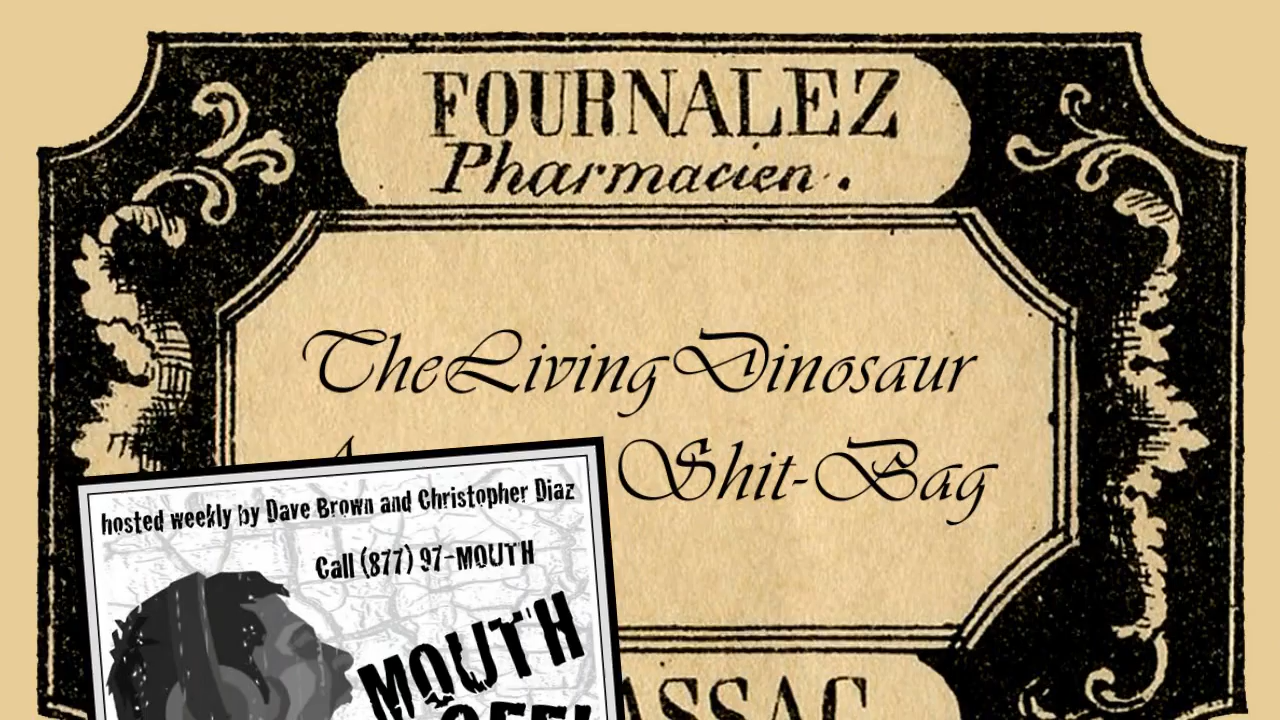 FOURNALEZ
Pharmacien.
TheLivingDinosaur
Shit-Bag
hosted weekly by Dave Brown and Christopher Diaz
Call (877) 97-MOUTH
MOUTH